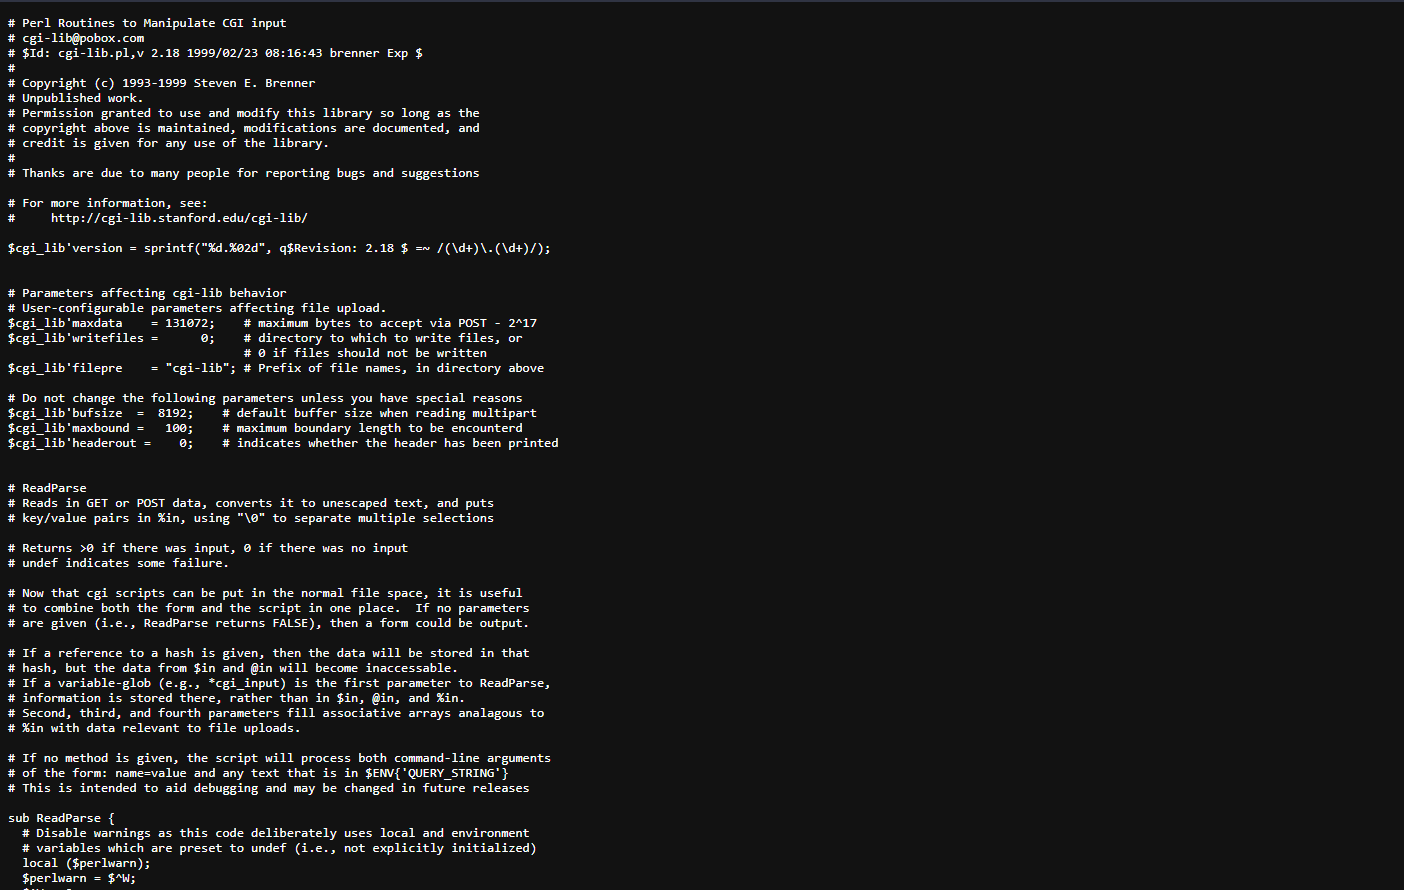 # Perl Routines to Manipulate CGI input
# cgi-lib@pobox.com
# $Id: cgi-lib.pl,v 2.18 1999/02/23 08:16:43 brenner Exp $
#
# Copyright (c) 1993-1999 Steven E. Brenner
# Unpublished work.
# Permission granted to use and modify this library so long as the
# copyright above is maintained, modifications are documented, and
# credit is given for any use of the library.
#
# Thanks are due to many people for reporting bugs and suggestions

# For more information, see:
#     http://cgi-lib.stanford.edu/cgi-lib/

$cgi_lib'version = sprintf("%d.%02d", q$Revision: 2.18 $ =~ /(\d+)\.(\d+)/);


# Parameters affecting cgi-lib behavior
# User-configurable parameters affecting file upload.
$cgi_lib'maxdata    = 131072;    # maximum bytes to accept via POST - 2^17
$cgi_lib'writefiles =      0;    # directory to which to write files, or
                                 # 0 if files should not be written
$cgi_lib'filepre    = "cgi-lib"; # Prefix of file names, in directory above

# Do not change the following parameters unless you have special reasons
$cgi_lib'bufsize  =  8192;    # default buffer size when reading multipart
$cgi_lib'maxbound =   100;    # maximum boundary length to be encounterd
$cgi_lib'headerout =    0;    # indicates whether the header has been printed


# ReadParse
# Reads in GET or POST data, converts it to unescaped text, and puts
# key/value pairs in %in, using "\0" to separate multiple selections

# Returns >0 if there was input, 0 if there was no input
# undef indicates some failure.

# Now that cgi scripts can be put in the normal file space, it is useful
# to combine both the form and the script in one place.  If no parameters
# are given (i.e., ReadParse returns FALSE), then a form could be output.

# If a reference to a hash is given, then the data will be stored in that
# hash, but the data from $in and @in will become inaccessable.
# If a variable-glob (e.g., *cgi_input) is the first parameter to ReadParse,
# information is stored there, rather than in $in, @in, and %in.
# Second, third, and fourth parameters fill associative arrays analagous to
# %in with data relevant to file uploads.

# If no method is given, the script will process both command-line arguments
# of the form: name=value and any text that is in $ENV{'QUERY_STRING'}
# This is intended to aid debugging and may be changed in future releases

sub ReadParse {
  # Disable warnings as this code deliberately uses local and environment
  # variables which are preset to undef (i.e., not explicitly initialized)
  local ($perlwarn);
  $perlwarn = $^W;